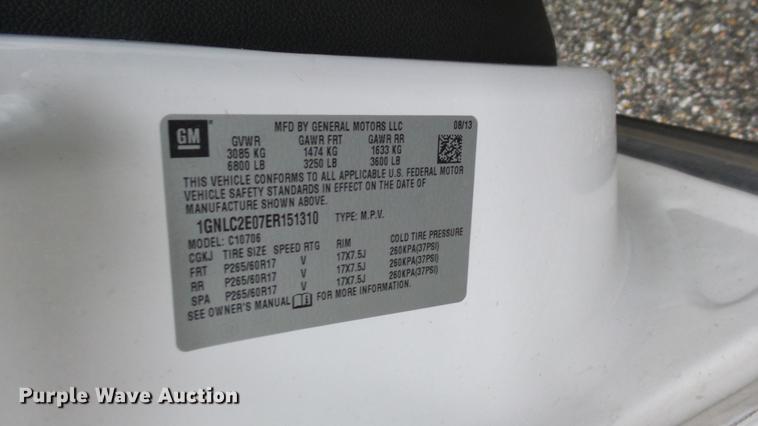 GM
MFD BY GENERAL MOTORS LLC 08/13
GVWR GAWR FRT GAWR RR
3085 KG 1474 KG 1633 KG
6800 LB 3250 LB 3600 LB
THIS VEHICLE CONFORMS TO ALL APPLICABLE U.S. FEDERAL MOTOR
VEHICLE SAFETY STANDARDS IN EFFECT ON THE DATE OF
MANUFACTURE SHOWN ABOVE.
1GNLC2E07ER151310 TYPE: M.P.V.
MODEL: C10706
CGKJ TIRE SIZE SPEED RTG RIM COLD TIRE PRESSURE
FRT P265/60R17 V 17X7.5J 260KPA(37PSI)
RR P265/60R17 V 17X7.5J 260KPA(37PSI)
SPA P265/60R17 V 17X7.5J 260KPA(37PSI)
SEE OWNER'S MANUAL FOR MORE INFORMATION.
Purple Wave Auction